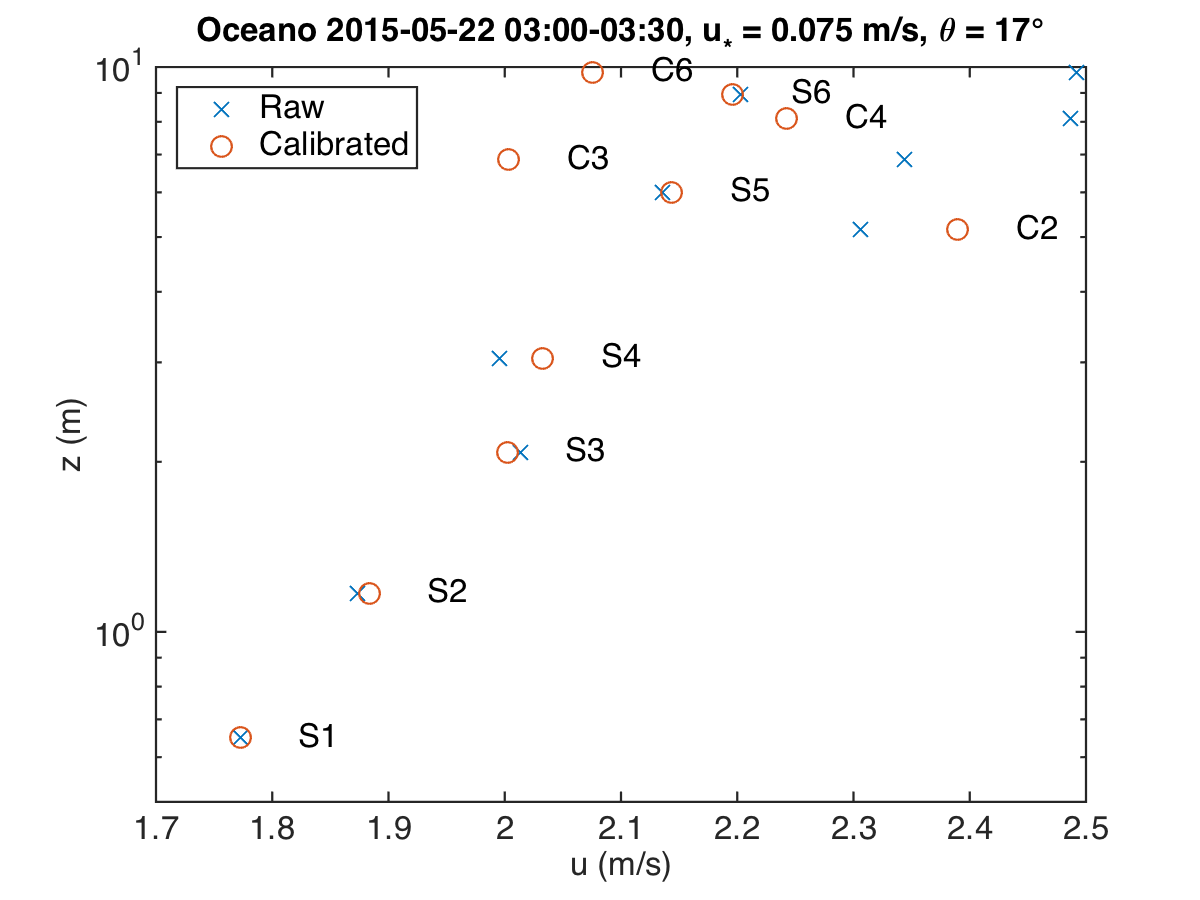 Oceano 2015-05-22 03:00-03:30, u* = 0.075 m/s, θ = 17°
10¹
C6
Raw
S6
C4
Calibrated
C3
S5
C2
S4
z (m)
S3
S2
10⁰
S1
1.7 1.8 1.9 2 2.1 2.2 2.3 2.4 2.5
u (m/s)